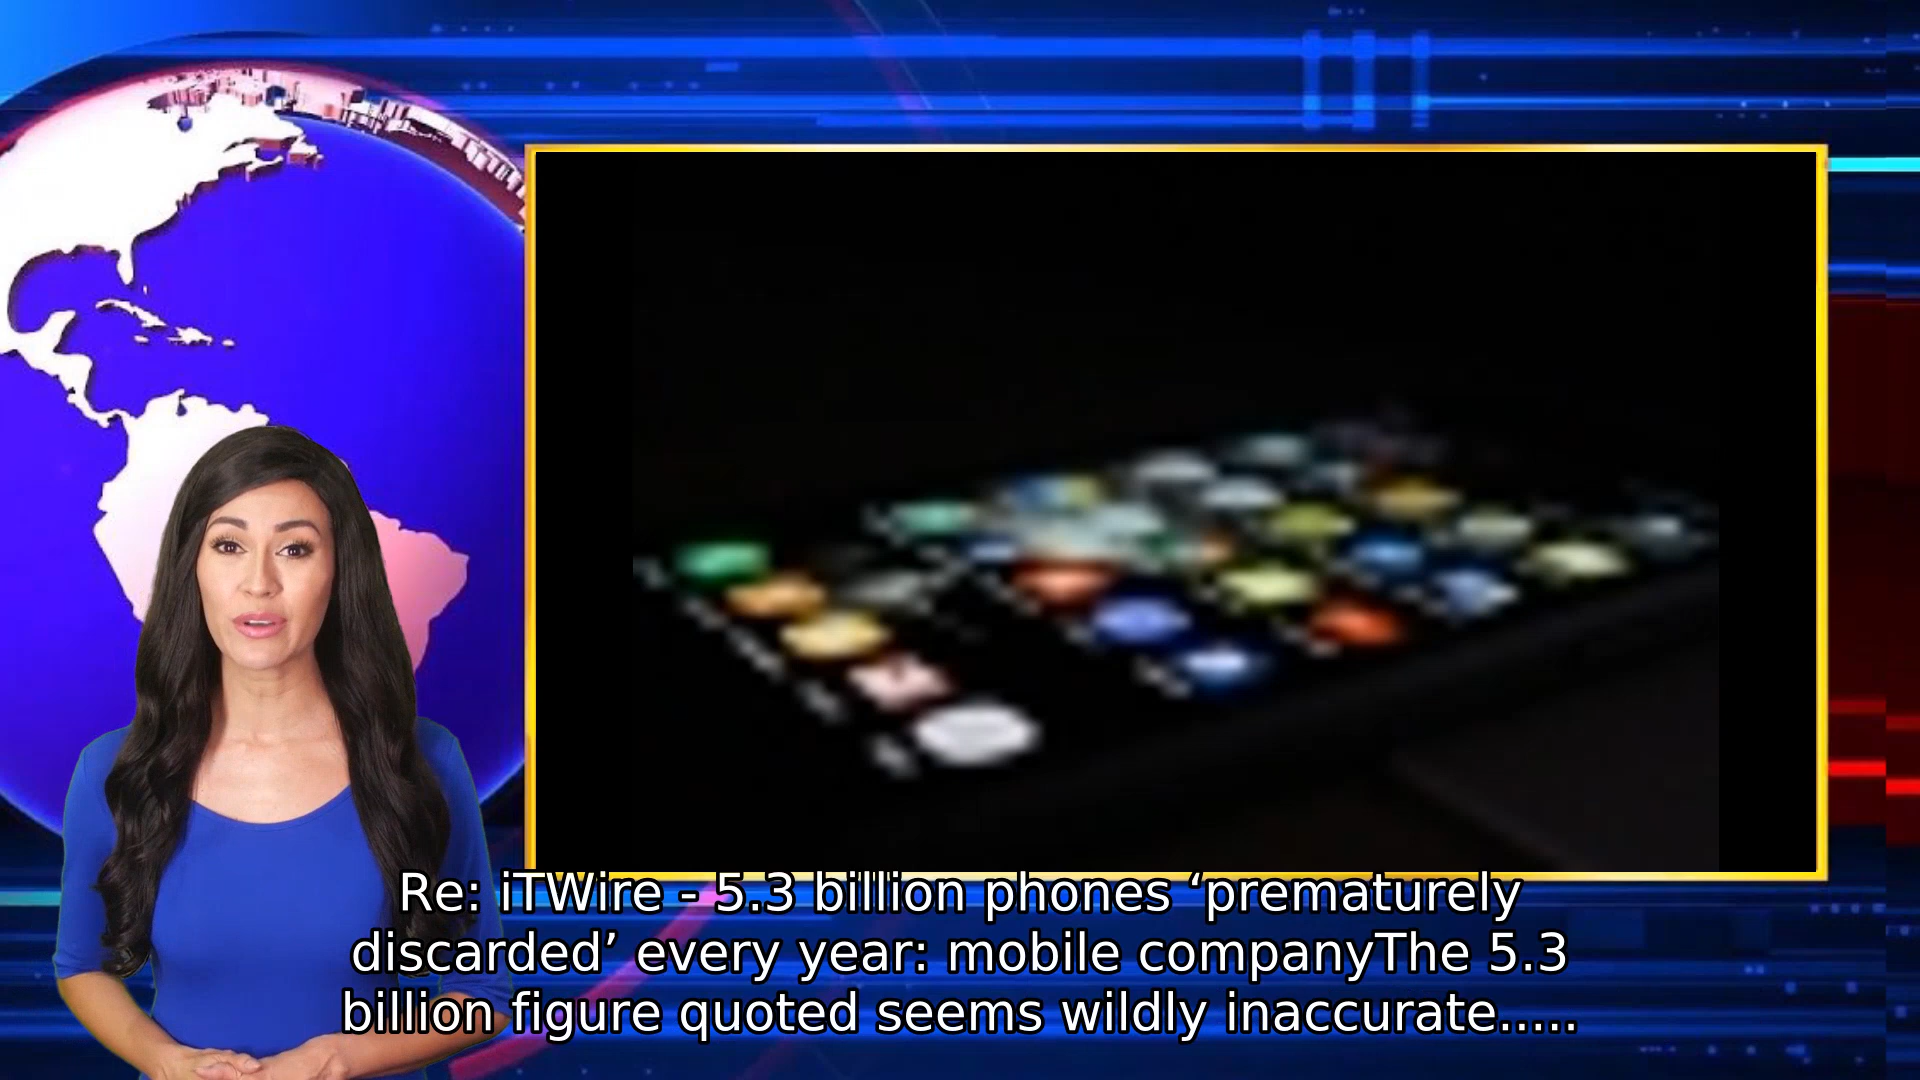 Re: iTWire - 5.3 billion phones ‘prematurely
discarded’ every year: mobile companyThe 5.3
billion figure quoted seems wildly inaccurate.....